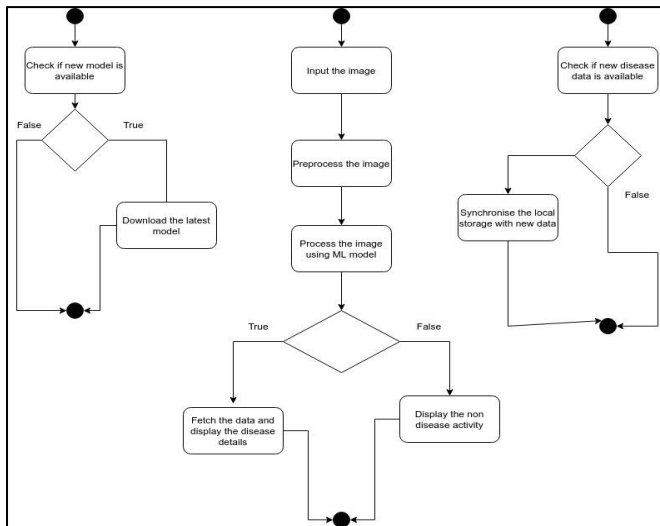 Check if new model is
available
False
True
Download the latest
model
Input the image
Preprocess the image
Process the image
using ML model
True
False
Fetch the data and
display the disease
details
Display the non
disease activity
Check if new disease
data is available
False
Synchronise the local
storage with new data